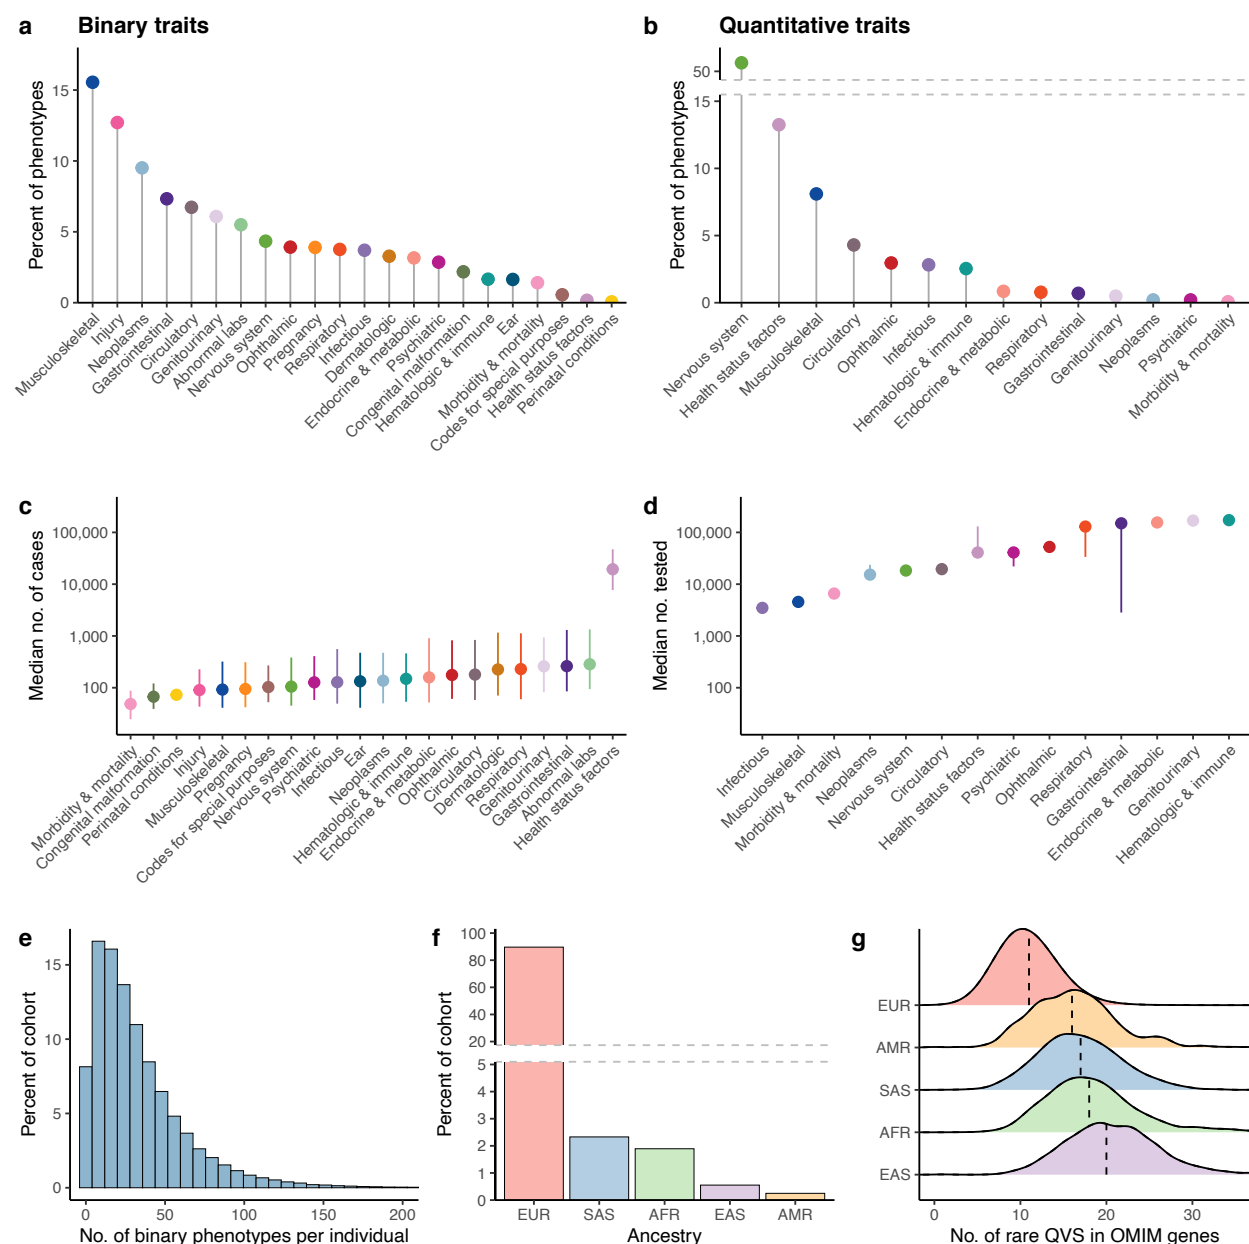 a Binary traits
Percent of phenotypes
15
10
5
0
Musculoskeletal
Injury
Neoplasms
Gastrointestinal
Circulatory
Genitourinary
Abnormal labs
Nervous system
Ophthalmic
Pregnancy
Respiratory
Infectious
Dermatologic
Endocrine & metabolic
Psychiatric
Congenital malformation
Hematologic & immune
Ear
Morbidity & mortality
Codes for special purposes
Health status factors
Perinatal conditions
b Quantitative traits
Percent of phenotypes
50
15
10
5
0
Nervous system
Health status factors
Musculoskeletal
Circulatory
Ophthalmic
Infectious
Hematologic & immune
Endocrine & metabolic
Respiratory
Gastrointestinal
Genitourinary
Neoplasms
Psychiatric
Morbidity & mortality
c
Median no. of cases
100,000
10,000
1,000
100
Morbidity & mortality
Congenital malformation
Perinatal conditions
Injury
Musculoskeletal
Pregnancy
Codes for special purposes
Nervous system
Psychiatric
Infectious
Ear
Neoplasms
Hematologic & immune
Endocrine & metabolic
Ophthalmic
Circulatory
Dermatologic
Respiratory
Genitourinary
Gastrointestinal
Abnormal labs
Health status factors
d
Median no. tested
100,000
10,000
1,000
100
Infectious
Musculoskeletal
Morbidity & mortality
Neoplasms
Nervous system
Circulatory
Health status factors
Psychiatric
Ophthalmic
Respiratory
Gastrointestinal
Endocrine & metabolic
Genitourinary
Hematologic & immune
e
Percent of cohort
15
10
5
0
0 50 100 150 200
No. of binary phenotypes per individual
f
Percent of cohort
100
80
60
40
20
5
4
3
2
1
0
EUR SAS AFR EAS AMR
Ancestry
g
EUR
AMR
SAS
AFR
EAS
0 10 20 30
No. of rare QVS in OMIM genes